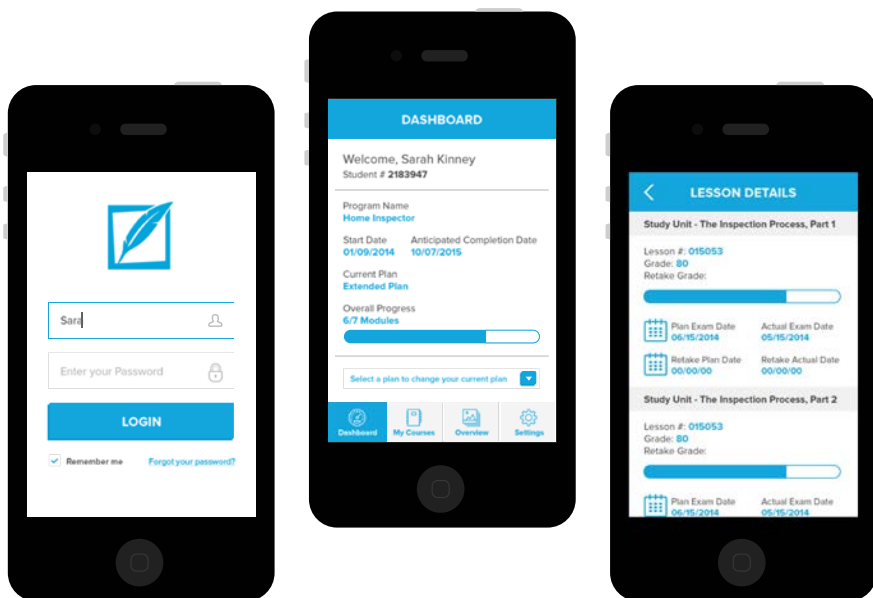 Sara
Enter your Password
LOGIN
Remember me Forgot your password?
DASHBOARD
Welcome, Sarah Kinney
Student # 2183947
Program Name
Home Inspector
Start Date Anticipated Completion Date
01/09/2014 10/07/2015
Current Plan
Extended Plan
Overall Progress
6/7 Modules
Select a plan to change your current plan
Dashboard My Courses Overview Settings
LESSON DETAILS
Study Unit - The Inspection Process, Part 1
Lesson #: 015053
Grade: 80
Retake Grade:
Plan Exam Date Actual Exam Date
06/15/2014 05/15/2014
Retake Plan Date Retake Actual Date
00/00/00 00/00/00
Study Unit - The Inspection Process, Part 2
Lesson #: 015053
Grade: 80
Retake Grade:
Plan Exam Date Actual Exam Date
06/15/2014 05/15/2014